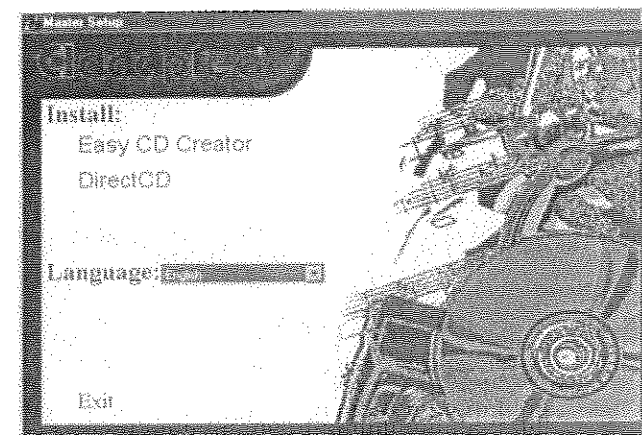 Master Setup
Install:
Easy CD Creator
DirectCD
Language:
Exit